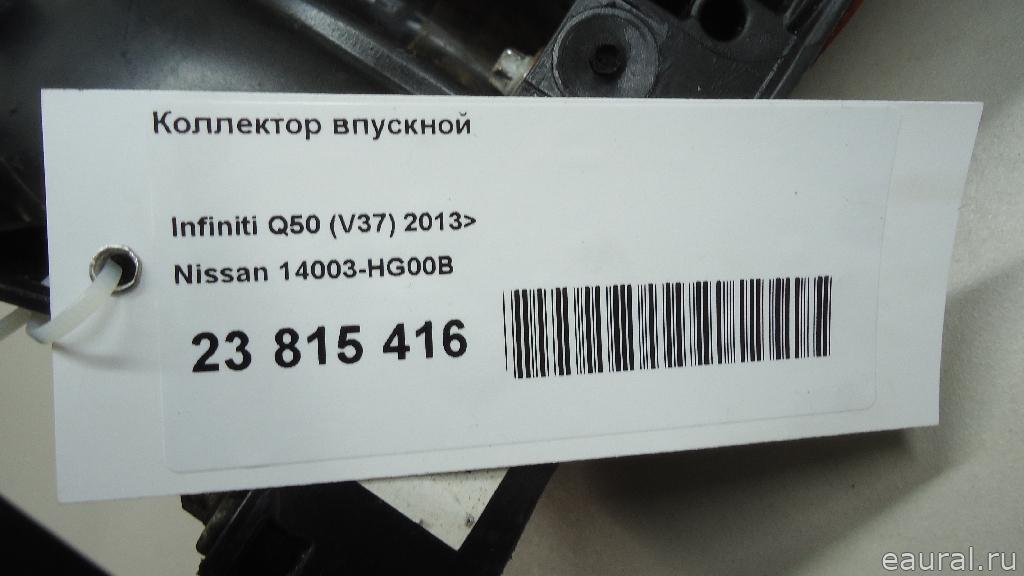 Коллектор впускной
Infiniti Q50 (V37) 2013>
Nissan 14003-HG00B
23 815 416
eaural.ru